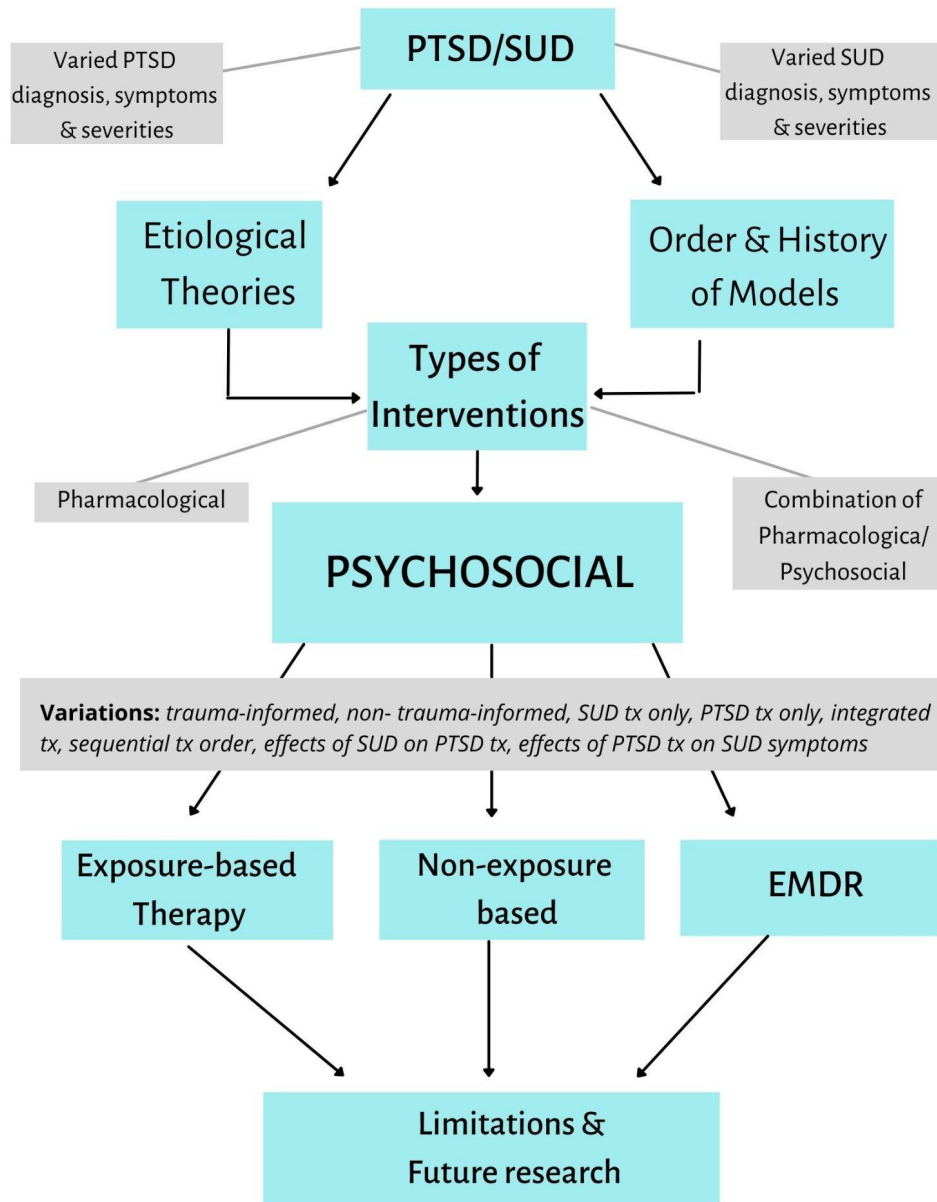 PTSD/SUD
Varied PTSD
diagnosis, symptoms
& severities
Varied SUD
diagnosis, symptoms
& severities
Etiological
Theories
Order & History
of Models
Types of
Interventions
Pharmacological
Combination of
Pharmacologica/
Psychosocial
PSYCHOSOCIAL
Variations: trauma-informed, non- trauma-informed, SUD tx only, PTSD tx only, integrated
tx, sequential tx order, effects of SUD on PTSD tx, effects of PTSD tx on SUD symptoms
Exposure-based
Therapy
Non-exposure
based
EMDR
Limitations &
Future research